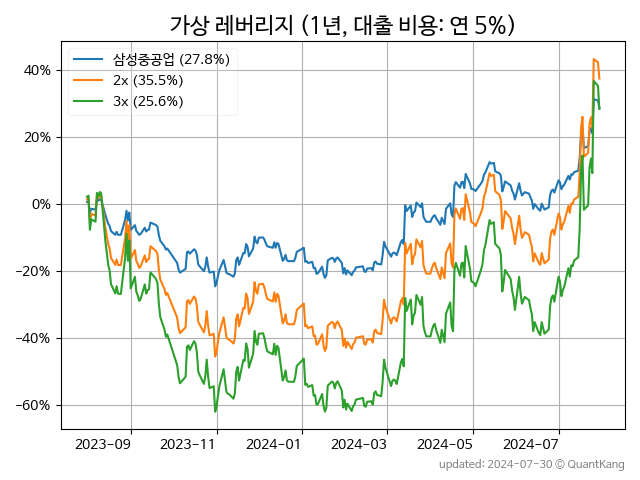 가상 레버리지 (1년, 대출 비용: 연 5%)
삼성중공업 (27.8%)
2x (35.5%)
3x (25.6%)
40%
20%
0%
−20%
−40%
−60%
2023-09 2023-11 2024-01 2024-03 2024-05 2024-07
updated: 2024-07-30 © QuantKang